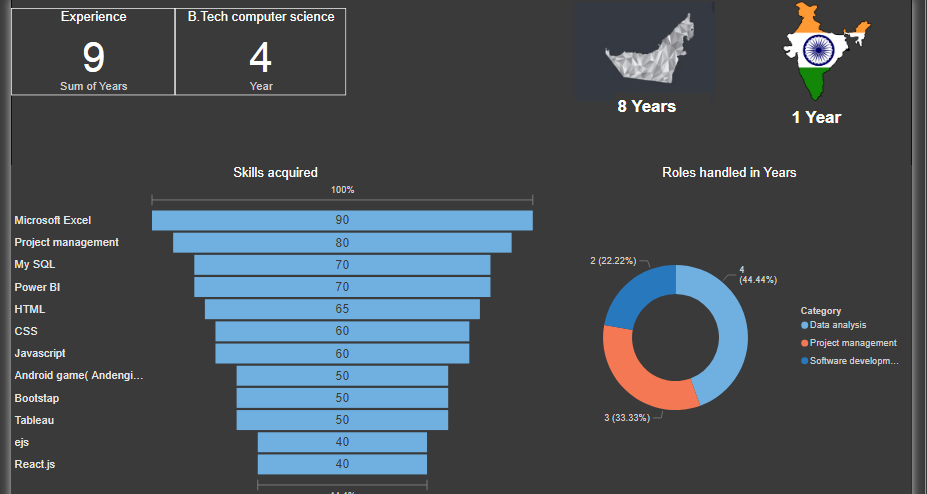 Experience
9
Sum of Years
B.Tech computer science
4
Year
8 Years
1 Year
Skills acquired
100%
Microsoft Excel 90
Project management 80
My SQL 70
Power BI 70
HTML 65
CSS 60
Javascript 60
Android game( Andengi... 50
Bootstap 50
Tableau 50
ejs 40
React.js 40
Roles handled in Years
2 (22.22%)
4
(44.44%)
3 (33.33%)
Category
Data analysis
Project management
Software developm...